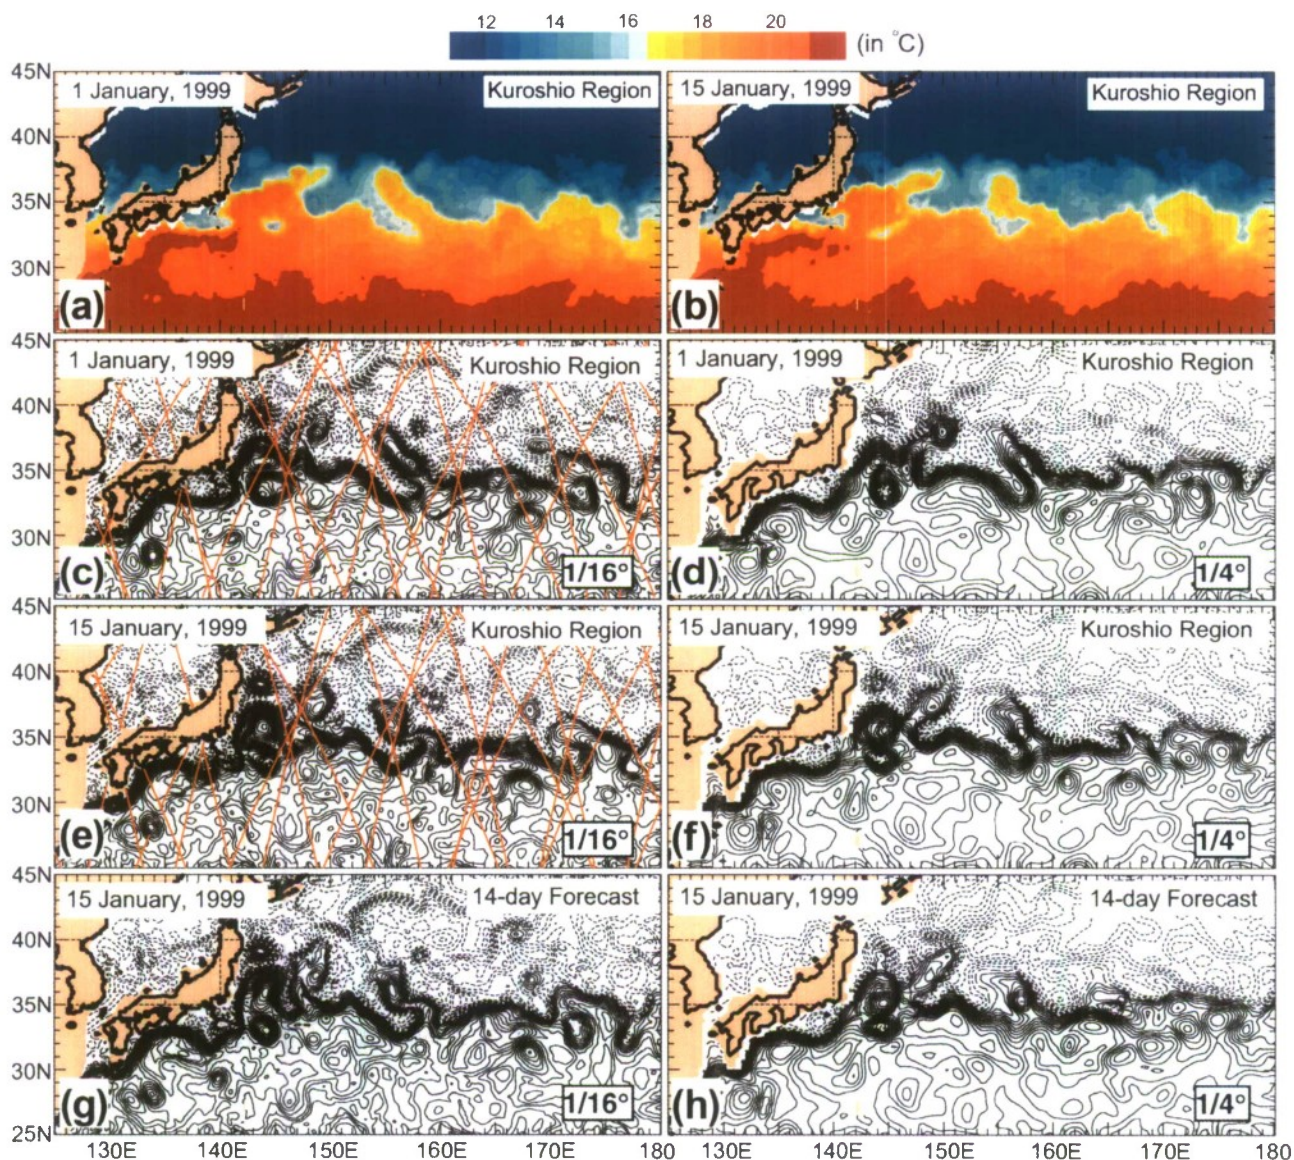 12 14 16 18 20 (in °C)
45N 1 January, 1999 Kuroshio Region 15 January, 1999 Kuroshio Region
40N
35N
30N
(a) (b)
45N 1 January, 1999 Kuroshio Region 1 January, 1999 Kuroshio Region
40N
35N
30N
(c) 1/16° (d) 1/4°
45N 15 January, 1999 Kuroshio Region 15 January, 1999 Kuroshio Region
40N
35N
30N
(e) 1/16° (f) 1/4°
45N 15 January, 1999 14-day Forecast 15 January, 1999 14-day Forecast
40N
35N
30N
(g) 1/16° (h) 1/4°
25N
130E 140E 150E 160E 170E 180 130E 140E 150E 160E 170E 180